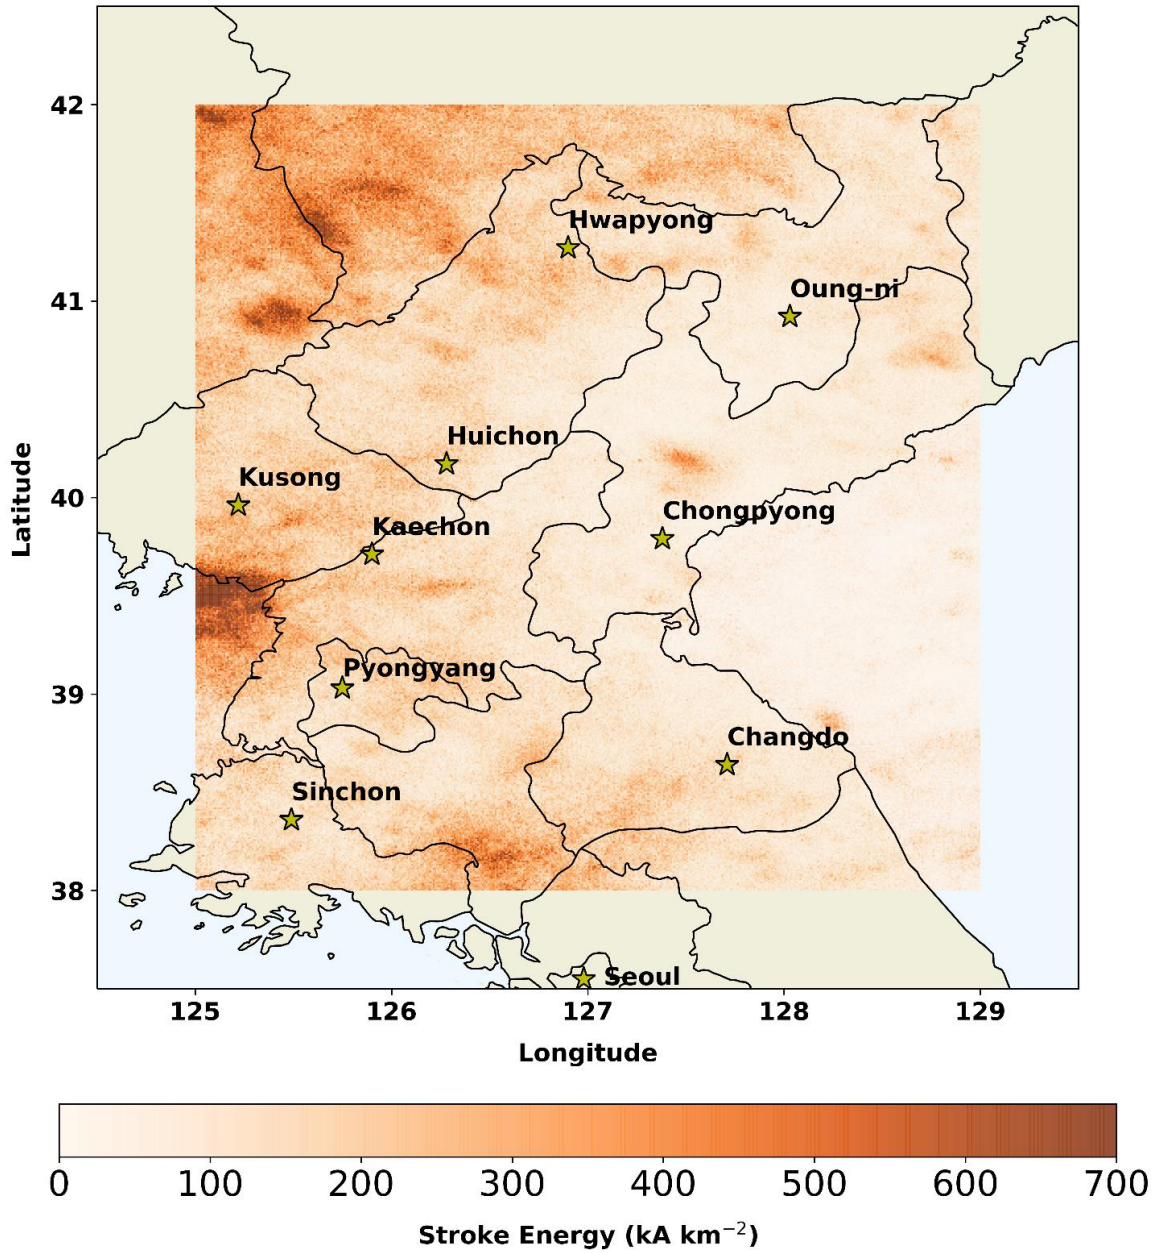 42
Hwapyong
41
Oung-ni
Huichon
Kusong
40
Chongpyong
Kaechon
Pyongyang
39
Changdo
Sinchon
38
Seoul
Latitude
125 126 127 128 129
Longitude
0 100 200 300 400 500 600 700
Stroke Energy (kA km⁻²)